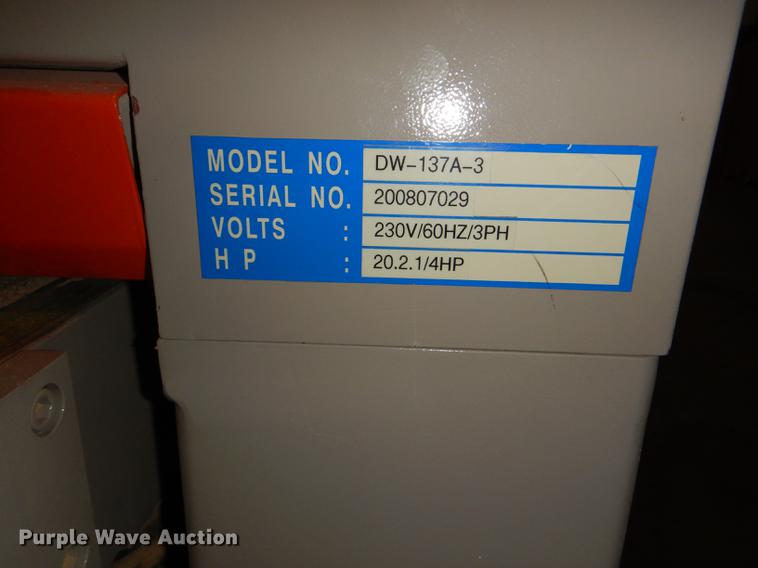 MODEL NO. DW-137A-3
SERIAL NO. 200807029
VOLTS : 230V/60HZ/3PH
H P : 20.2.1/4HP
Purple Wave Auction